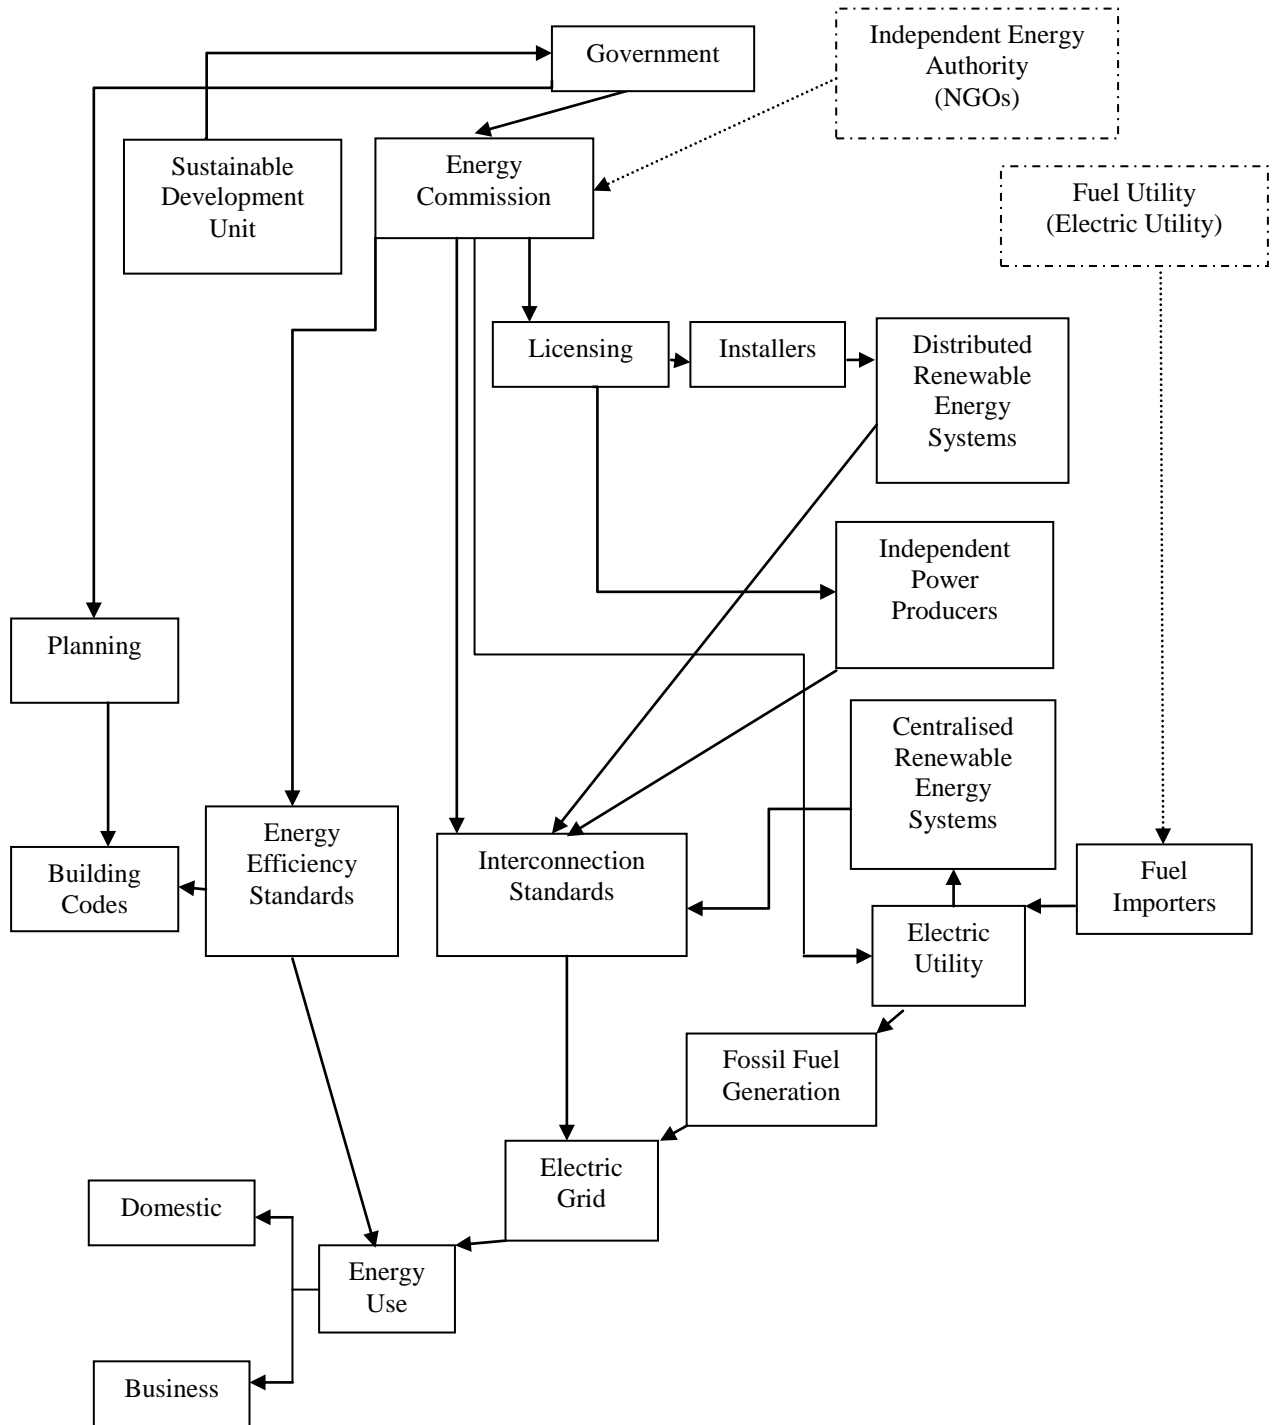 Government
Independent Energy
Authority
(NGOs)
Sustainable
Development
Unit
Energy
Commission
Fuel Utility
(Electric Utility)
Licensing
Installers
Distributed
Renewable
Energy
Systems
Independent
Power
Producers
Planning
Centralised
Renewable
Energy
Systems
Building
Codes
Energy
Efficiency
Standards
Interconnection
Standards
Fuel
Importers
Electric
Utility
Fossil Fuel
Generation
Electric
Grid
Domestic
Energy
Use
Business